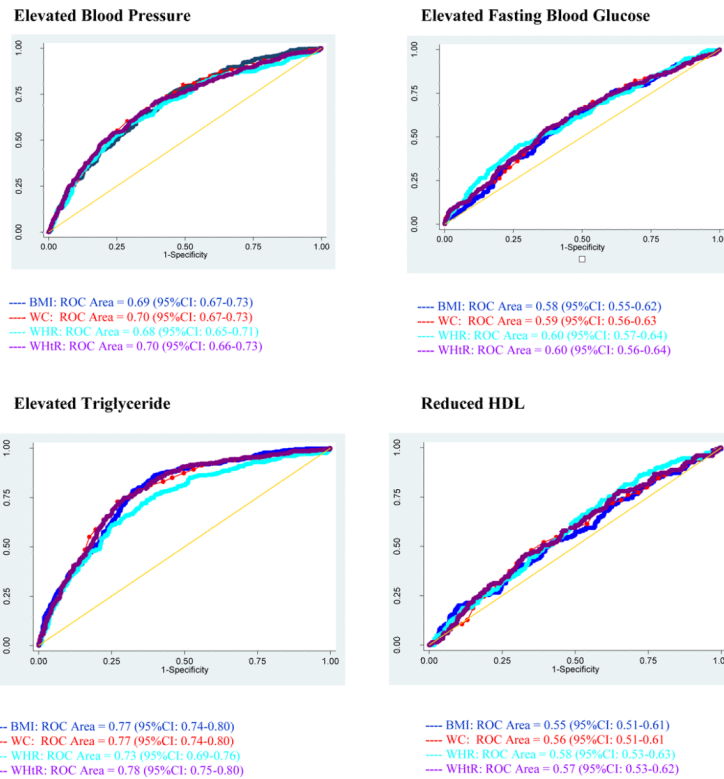 Elevated Blood Pressure
1.00
0.75
0.50
0.25
0.00
0.00 0.25 0.50 0.75 1.00
1-Specificity
---- BMI: ROC Area = 0.69 (95%CI: 0.67-0.73)
---- WC: ROC Area = 0.70 (95%CI: 0.67-0.73)
---- WHR: ROC Area = 0.68 (95%CI: 0.65-0.71)
---- WHtR: ROC Area = 0.70 (95%CI: 0.66-0.73)
Elevated Fasting Blood Glucose
1.00
0.75
0.50
0.25
0.00
0.00 0.25 0.50 0.75 1.0
1-Specificity
---- BMI: ROC Area = 0.58 (95%CI: 0.55-0.62)
---- WC: ROC Area = 0.59 (95%CI: 0.56-0.63
---- WHR: ROC Area = 0.60 (95%CI: 0.57-0.64)
---- WHtR: ROC Area = 0.60 (95%CI: 0.56-0.64)
Elevated Triglyceride
1.00
0.75
0.50
0.25
0.00
0.00 0.25 0.50 0.75 1.00
1-Specificity
-- BMI: ROC Area = 0.77 (95%CI: 0.74-0.80)
-- WC: ROC Area = 0.77 (95%CI: 0.74-0.80)
-- WHR: ROC Area = 0.73 (95%CI: 0.69-0.76)
-- WHtR: ROC Area = 0.78 (95%CI: 0.75-0.80)
Reduced HDL
1.00
0.75
0.50
0.25
0.00
0.00 0.25 0.50 0.75 1.0
1-Specificity
---- BMI: ROC Area = 0.55 (95%CI: 0.51-0.61)
---- WC: ROC Area = 0.56 (95%CI: 0.51-0.61
---- WHR: ROC Area = 0.58 (95%CI: 0.53-0.63)
---- WHtR: ROC Area = 0.57 (95%CI: 0.53-0.62)